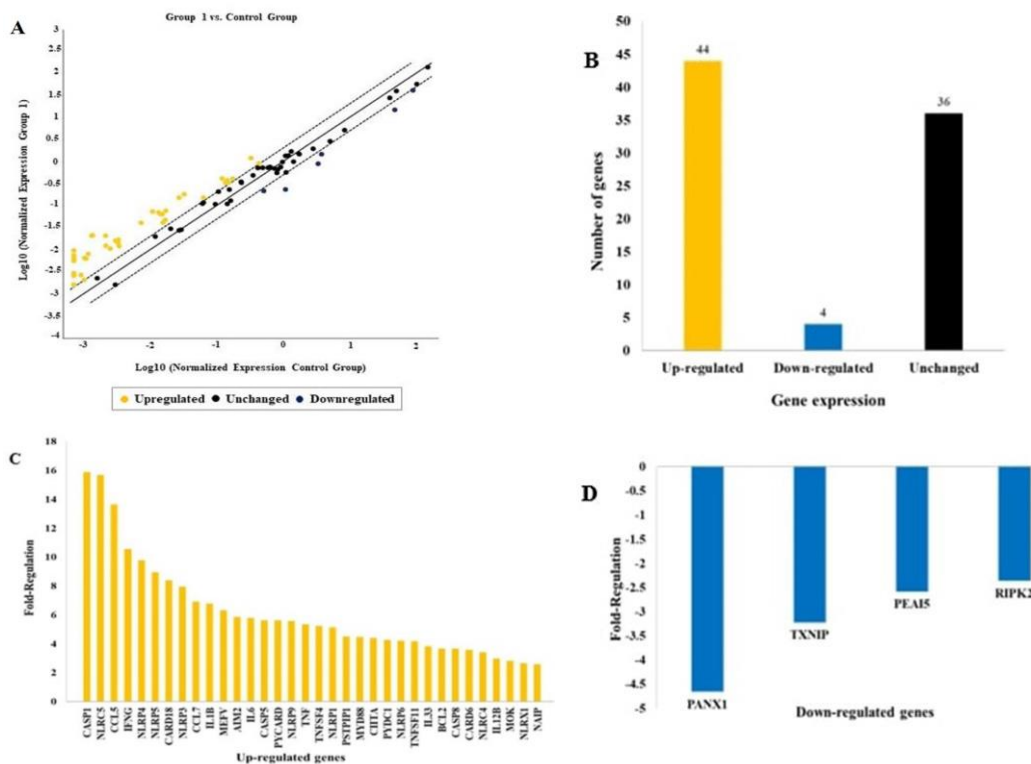 A
Group 1 vs. Control Group
3
2.5
2
1.5
1
0.5
0
-0.5
-1
-1.5
-2
-2.5
-3
-3.5
-4
Log10 (Normalized Expression Group 1)
-3
-2
-1
0
1
2
Log10 (Normalized Expression Control Group)
Upregulated Unchanged Downregulated
B
50
45
40
35
30
25
20
15
10
5
0
Number of genes
44
4
36
Up-regulated
Down-regulated
Unchanged
Gene expression
C
18
16
14
12
10
8
6
4
2
0
Fold-Regulation
CASP1
NLRC5
CCL5
IFNG
NLRP4
NLRP5
CARD18
NLRP3
CCL7
IL1B
MEFV
AIM2
IL6
CASP5
PYCARD
NLRP9
TNF
TNFSF4
NLRP1
PSTPIP1
MYD88
CIITA
PYDC1
NLRP6
TNFSF11
IL33
BCL2
CASP8
CARD6
NLRC4
IL12B
MOK
NLRX1
NAIP
Up-regulated genes
D
0
-0.5
-1
-1.5
-2
-2.5
-3
-3.5
-4
-4.5
-5
Fold-Regulation
PANX1
TXNIP
PEAI5
RIPK2
Down-regulated genes